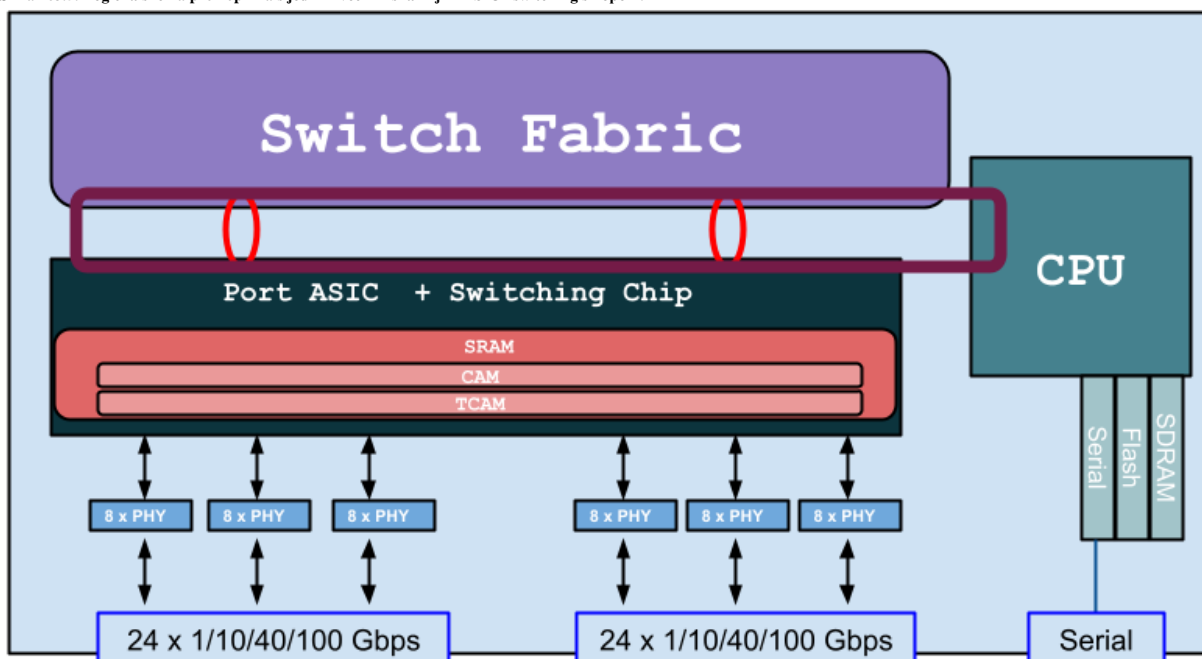 Switch Fabric
CPU
Port ASIC + Switching Chip
SRAM
CAM
TCAM
Serial
Flash
SDRAM
8 x PHY
8 x PHY
8 x PHY
8 x PHY
8 x PHY
8 x PHY
24 x 1/10/40/100 Gbps
24 x 1/10/40/100 Gbps
Serial